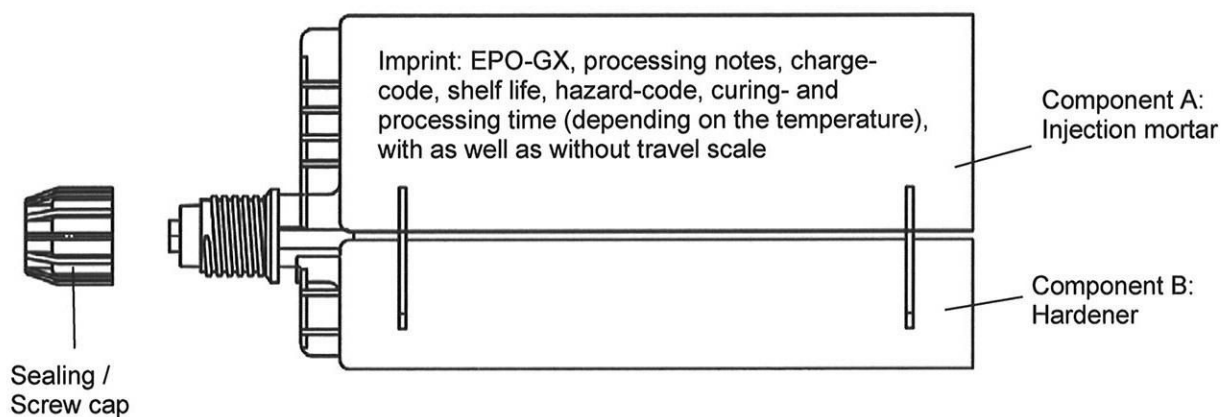 Imprint: EPO-GX, processing notes, charge-
code, shelf life, hazard-code, curing- and
processing time (depending on the temperature),
with as well as without travel scale
Component A:
Injection mortar
Component B:
Hardener
Sealing /
Screw cap